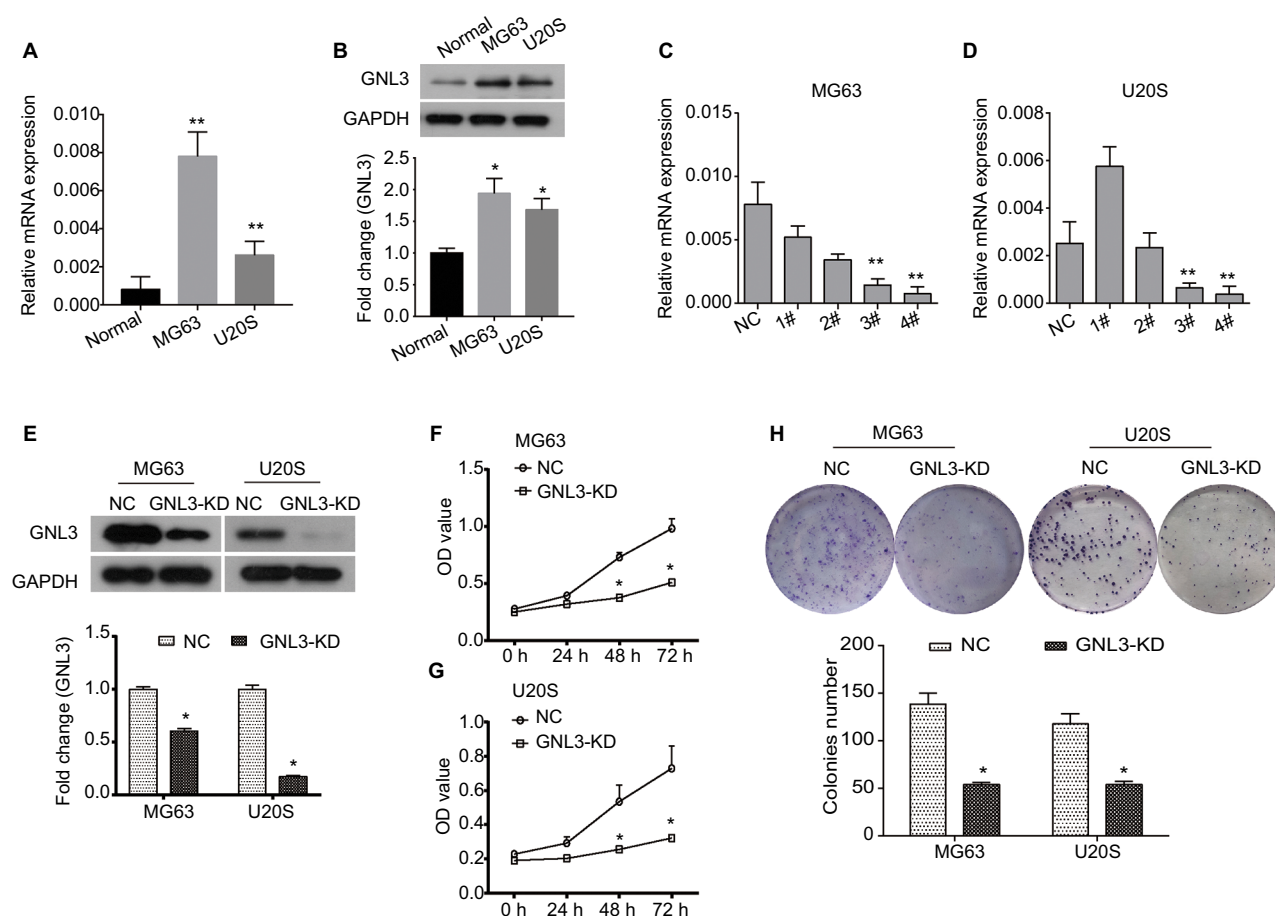 A
Relative mRNA expression
0.010
0.008
0.006
0.004
0.002
0.000
**
**
Normal
MG63
U20S
B
Normal
MG63
U20S
GNL3
GAPDH
Fold change (GNL3)
2.5
2.0
1.5
1.0
0.5
0.0
*
*
Normal
MG63
U20S
C
MG63
Relative mRNA expression
0.015
0.010
0.005
0.000
**
**
NC
1#
2#
3#
4#
D
U20S
Relative mRNA expression
0.008
0.006
0.004
0.002
0.000
**
**
NC
1#
2#
3#
4#
E
MG63
U20S
NC GNL3-KD NC GNL3-KD
GNL3
GAPDH
Fold change (GNL3)
1.5
1.0
0.5
0.0
NC
GNL3-KD
*
*
MG63
U20S
F
MG63
NC
GNL3-KD
OD value
1.5
1.0
0.5
0.0
*
*
0 h 24 h 48 h 72 h
G
U20S
NC
GNL3-KD
OD value
1.0
0.8
0.6
0.4
0.2
0.0
*
*
0 h 24 h 48 h 72 h
H
MG63
U20S
NC GNL3-KD NC GNL3-KD
Colonies number
200
150
100
50
0
NC
GNL3-KD
*
*
MG63
U20S